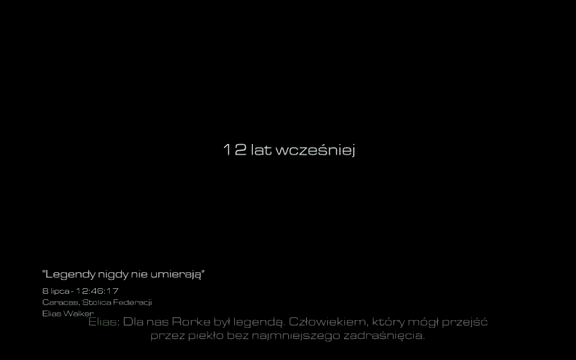 12 lat wcześniej
"Legendy nigdy nie umierają"
8 lipca - 12:46:17
Caracas, Stolica Federacji
Elias Walker
Elias: Dla nas Rorke był legendą. Człowiekiem, który mógł przejść
przez piekło bez najmniejszego zadraśnięcia.